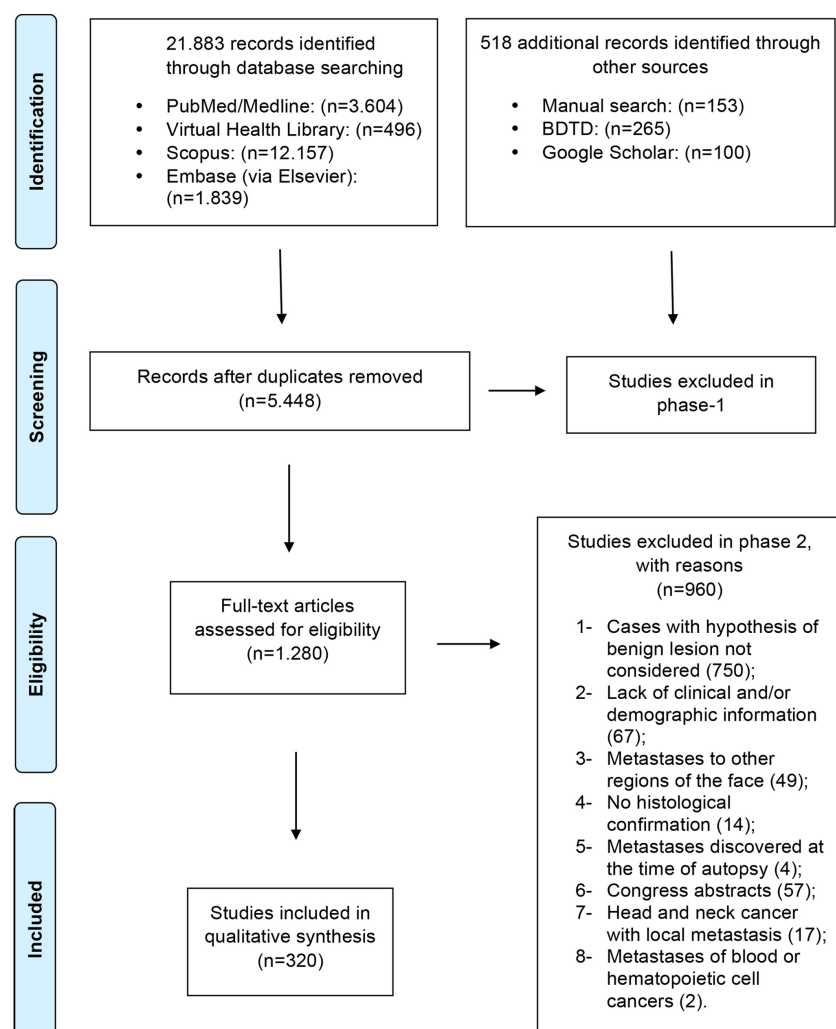 Identification
21.883 records identified
through database searching
• PubMed/Medline: (n=3.604)
• Virtual Health Library: (n=496)
• Scopus: (n=12.157)
• Embase (via Elsevier):
(n=1.839)
518 additional records identified through
other sources
• Manual search: (n=153)
• BDTD: (n=265)
• Google Scholar: (n=100)
Screening
Records after duplicates removed
(n=5.448)
Studies excluded in
phase-1
Eligibility
Full-text articles
assessed for eligibility
(n=1.280)
Studies excluded in phase 2,
with reasons
(n=960)
1- Cases with hypothesis of
benign lesion not
considered (750);
2- Lack of clinical and/or
demographic information
(67);
3- Metastases to other
regions of the face (49);
4- No histological
confirmation (14);
5- Metastases discovered at
the time of autopsy (4);
6- Congress abstracts (57);
7- Head and neck cancer
with local metastasis (17);
8- Metastases of blood or
hematopoietic cell
cancers (2).
Included
Studies included in
qualitative synthesis
(n=320)